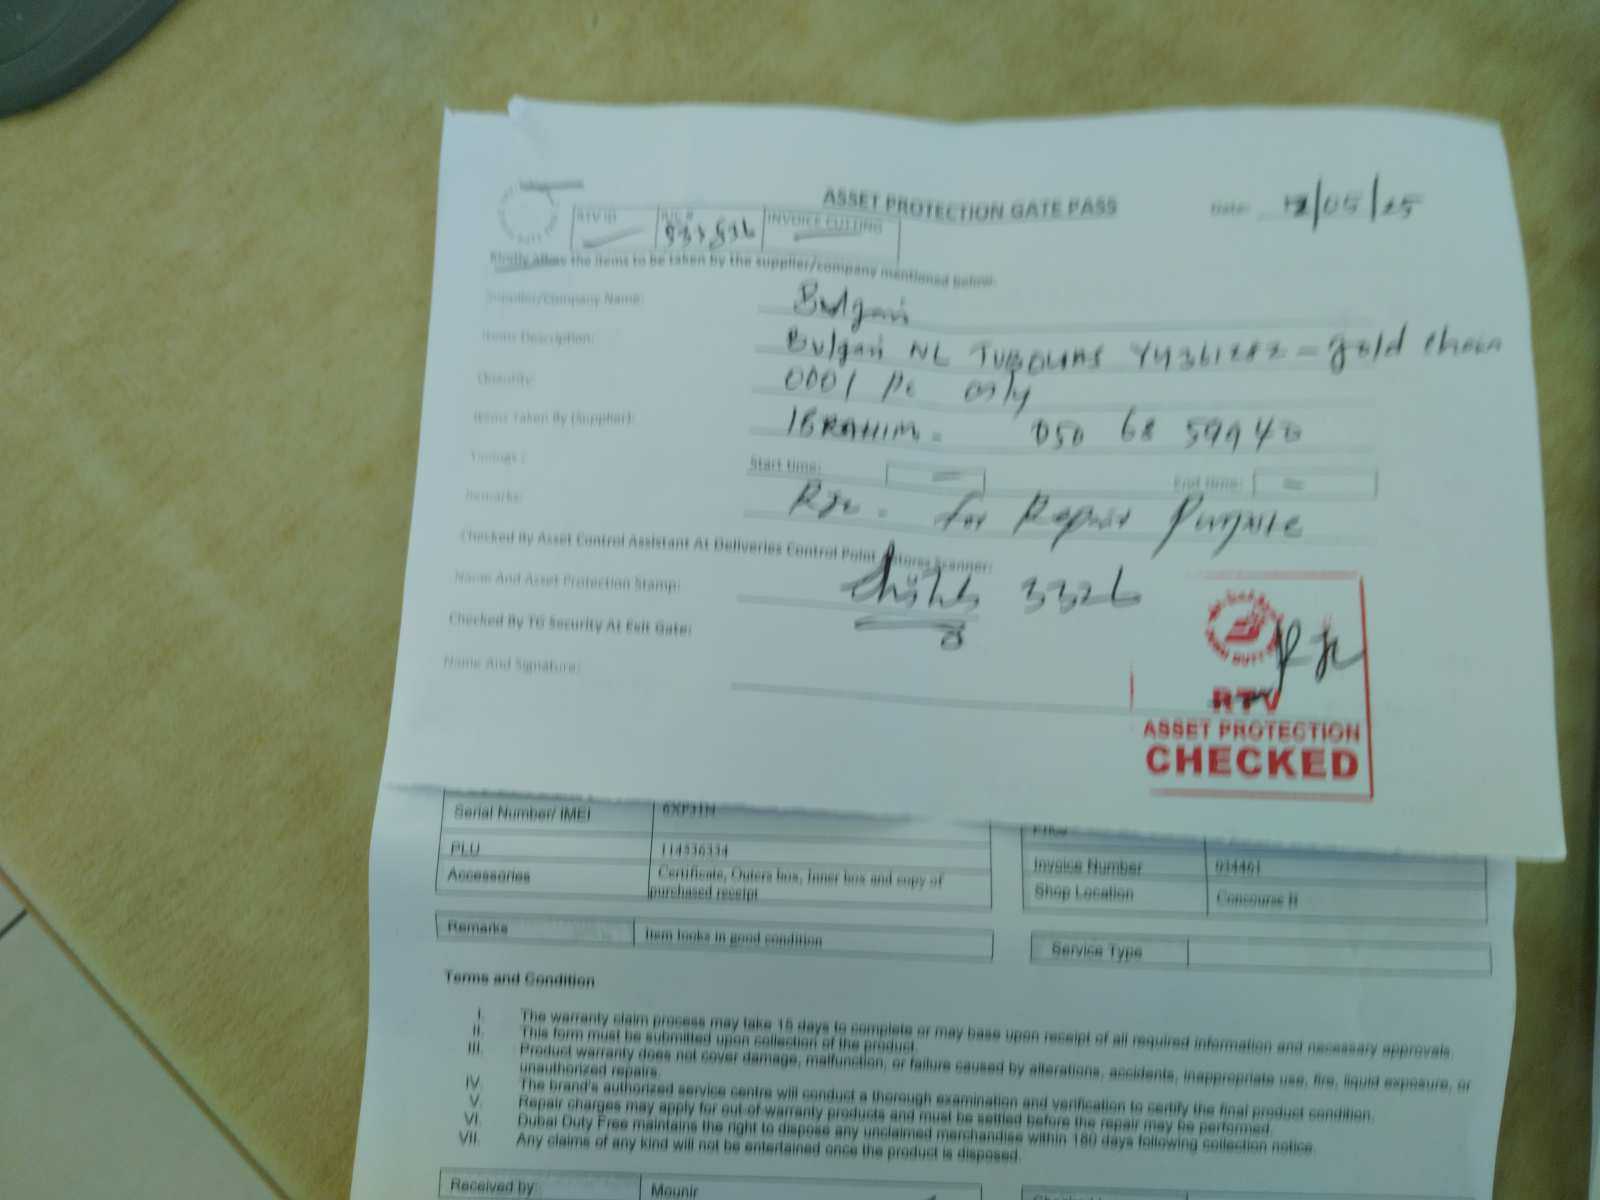 ASSET PROTECTION GATE PASS
Date: /05/25
RTV ID
INVOICE CUTTING
Kindly allow the items to be taken by the supplier/company mentioned below:
Supplier/Company Name: Bvlgari
Items Description: Bvlgari NL TUBOGAS - gold chain
Quantity: 0001 Pc only
Items Taken By (Supplier): IBRAHIM -
Timings : Start time: End time:
Remarks: for Repair Purpose
Checked By Asset Control Assistant At Deliveries Control Point Scanner:
Name And Asset Protection Stamp: 3326
Checked By TG Security At Exit Gate:
Name And Signature:
RTV
ASSET PROTECTION
CHECKED
Serial Number/ IMEI 6XP31N
PLU 114536334
Accessories Certificate, Outers box, Inner box and copy of purchased receipt
Price
Invoice Number 034461
Shop Location Concourse B
Remarks Item looks in good condition
Service Type
Terms and Condition
I. The warranty claim process may take 15 days to complete or may base upon receipt of all required information and necessary approvals.
II. This form must be submitted upon collection of the product.
III. Product warranty does not cover damage, malfunction, or failure caused by alterations, accidents, inappropriate use, fire, liquid exposure, or
unauthorized repairs.
IV. The brand's authorized service centre will conduct a thorough examination and verification to certify the final product condition.
V. Repair charges may apply for out-of-warranty products and must be settled before the repair may be performed.
VI. Dubai Duty Free maintains the right to dispose any unclaimed merchandise within 180 days following collection notice.
VII. Any claims of any kind will not be entertained once the product is disposed.
Received by: Mounir